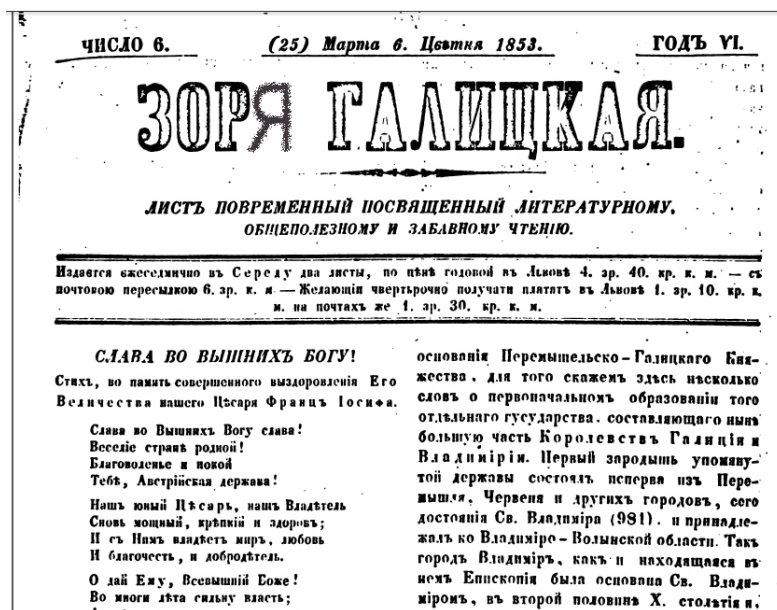 ЧИСЛО 6.
(25) Марта 6. Цвѣтня 1853.
ГОДЪ VI.
ЗОРЯ ГАЛИЦКАЯ.
ЛИСТЪ ПОВРЕМЕННЫЙ ПОСВЯЩЕННЫЙ ЛИТЕРАТУРНОМУ,
ОБЩЕПОЛЕЗНОМУ И ЗАБАВНОМУ ЧТЕНІЮ.
Издается ежеседмично въ Середу два листы, по цѣнѣ годовой въ Львовѣ 4. зр. 40. кр. к. м. — съ
почтовою пересылкою 6. зр. к. м — Желающіи чвертьрочно получати платятъ въ Львовѣ 1. зр. 10. кр. к.
м. на почтахъ же 1. зр. 30. кр. к. м.
СЛАВА ВО ВЫШНИХЪ БОГУ!
Стихъ, во память совершенного выздоровленія Его
Величества нашего Цѣсаря Францъ Іосифа.
Слава во Вышнихъ Богу слава!
Веселіе странѣ родной!
Благоволенье и покой
Тебѣ, Австрійская держава!
Нашъ юный Цѣсарь, нашъ Владѣтель
Сновь мощный, крѣпкій и здоровъ;
И съ Нимъ владѣетъ миръ, любовь
И благочесть, и добродѣтель.
О дай Ему, Всевышній Боже!
Во многи лѣта сильну власть;
основанія Перемышельско-Галицкаго Кня-
жества, для того скажемъ здѣсь нѣсколько
словъ о первоначальномъ образованіи того
отдѣльнаго государства, составляющаго нынѣ
большую часть Королевствъ Галиціи и
Владиміріи. Первый зародышь упомяну-
той державы состоялъ исперва изъ Пере-
мышля, Червеня и другихъ городовъ, сего
достоянія Св. Владиміра (981). и принадле-
жалъ ко Владиміро-Волынской области. Такъ
городъ Владиміръ, какъ и находящаяся въ
немъ Епископія была основана Св. Влади-
міромъ, въ второй половинѣ X. столѣтія и,